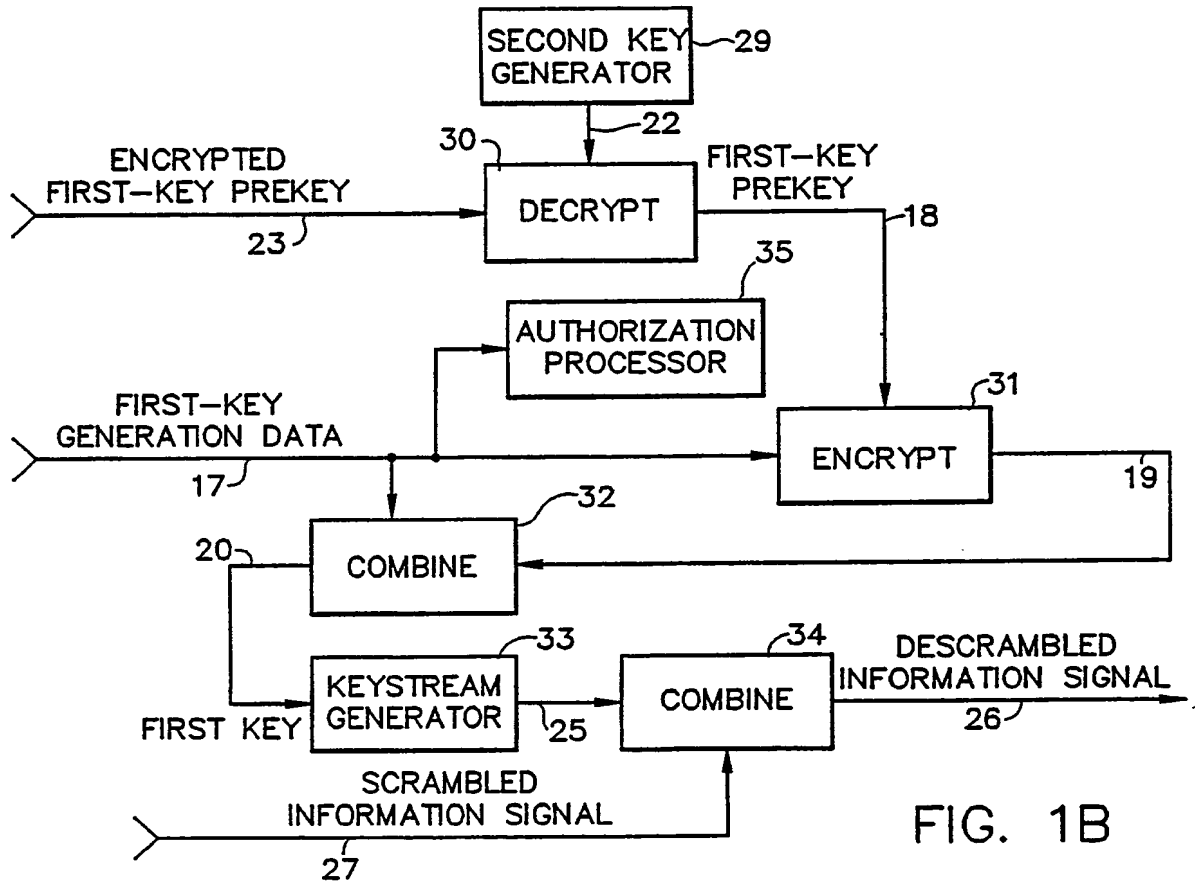 SECOND KEY
GENERATOR
29
22
30
ENCRYPTED
FIRST-KEY PREKEY
23
DECRYPT
FIRST-KEY
PREKEY
18
35
AUTHORIZATION
PROCESSOR
FIRST-KEY
GENERATION DATA
17
31
ENCRYPT
19
32
20
COMBINE
33
KEYSTREAM
GENERATOR
FIRST KEY
25
34
COMBINE
DESCRAMBLED
INFORMATION SIGNAL
26
SCRAMBLED
INFORMATION SIGNAL
27
FIG. 1B